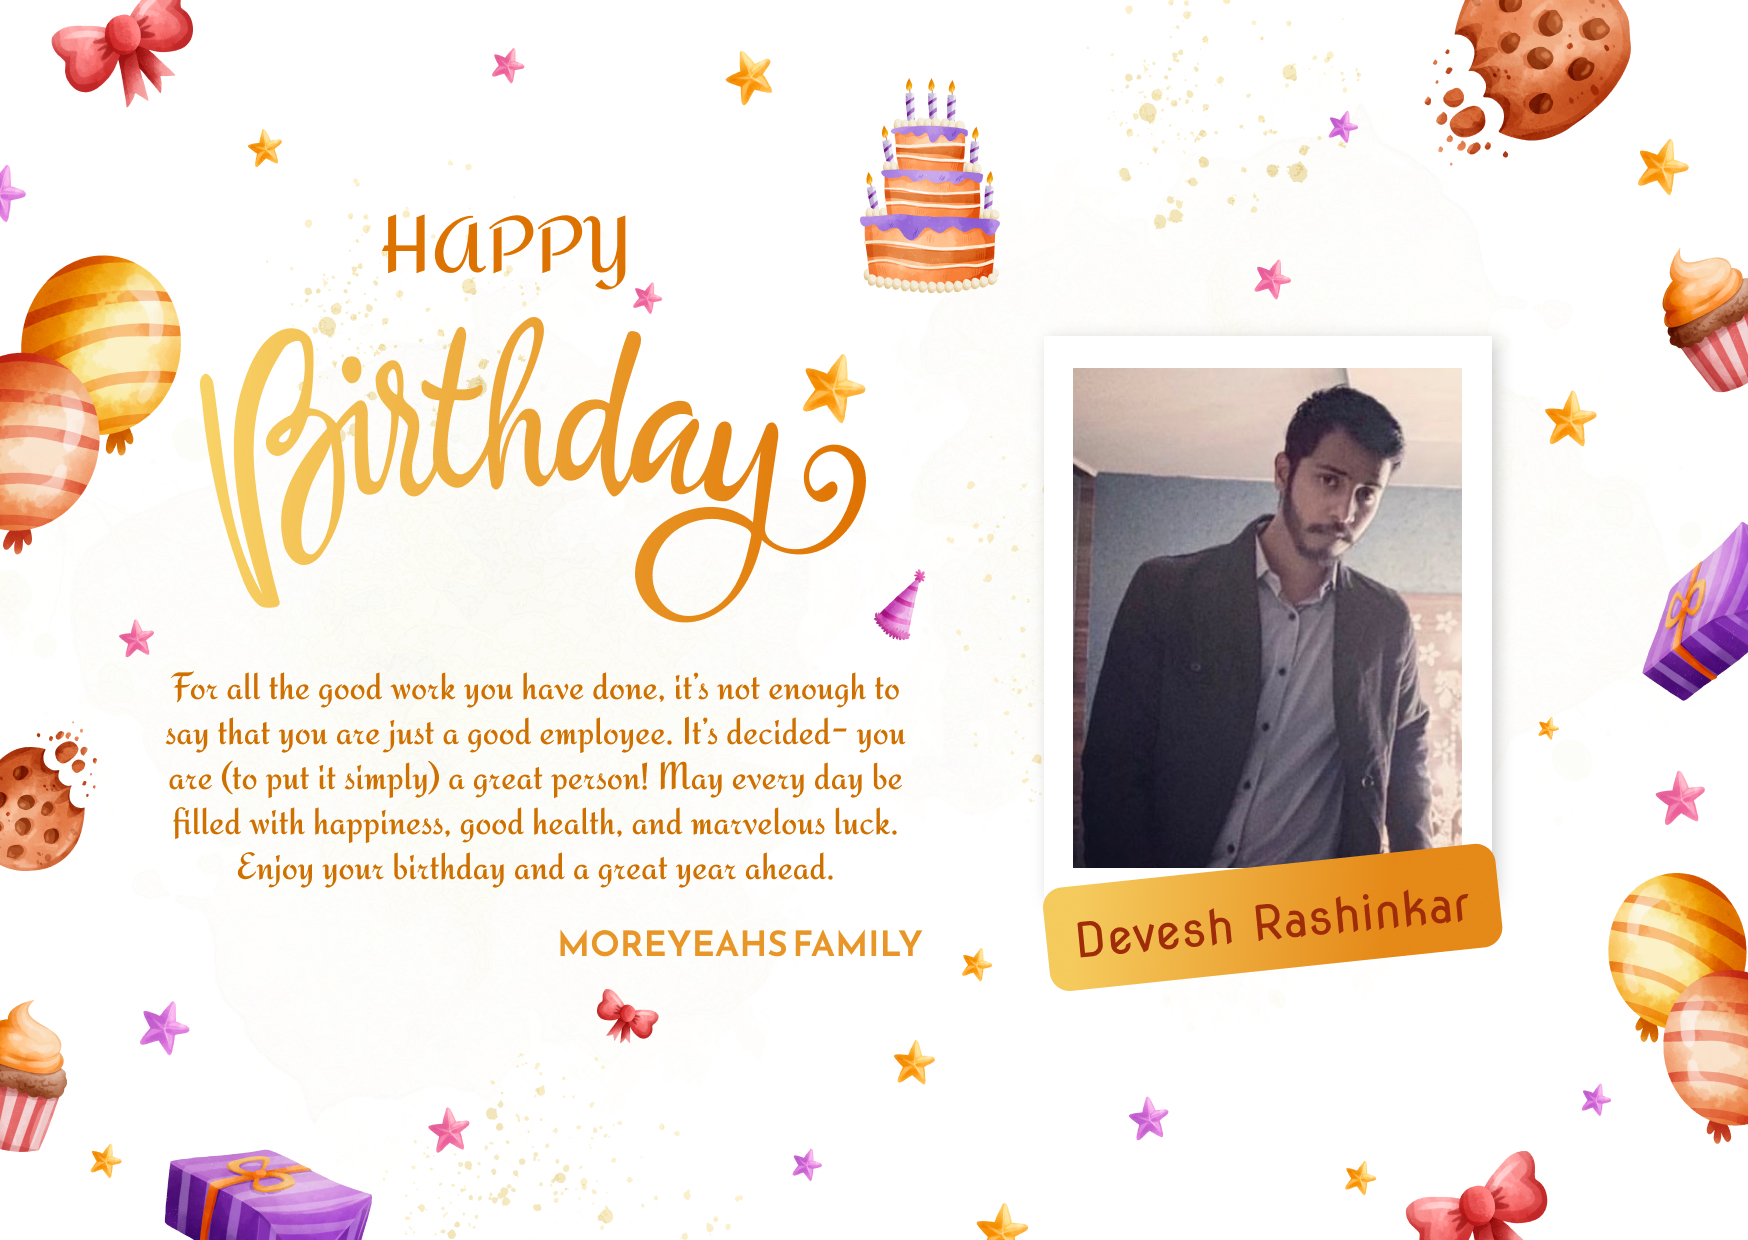 HAPPY
Birthday
For all the good work you have done, it's not enough to
say that you are just a good employee. It's decided- you
are (to put it simply) a great person! May every day be
filled with happiness, good health, and marvelous luck.
Enjoy your birthday and a great year ahead.
MOREYEAHS FAMILY
Devesh Rashinkar